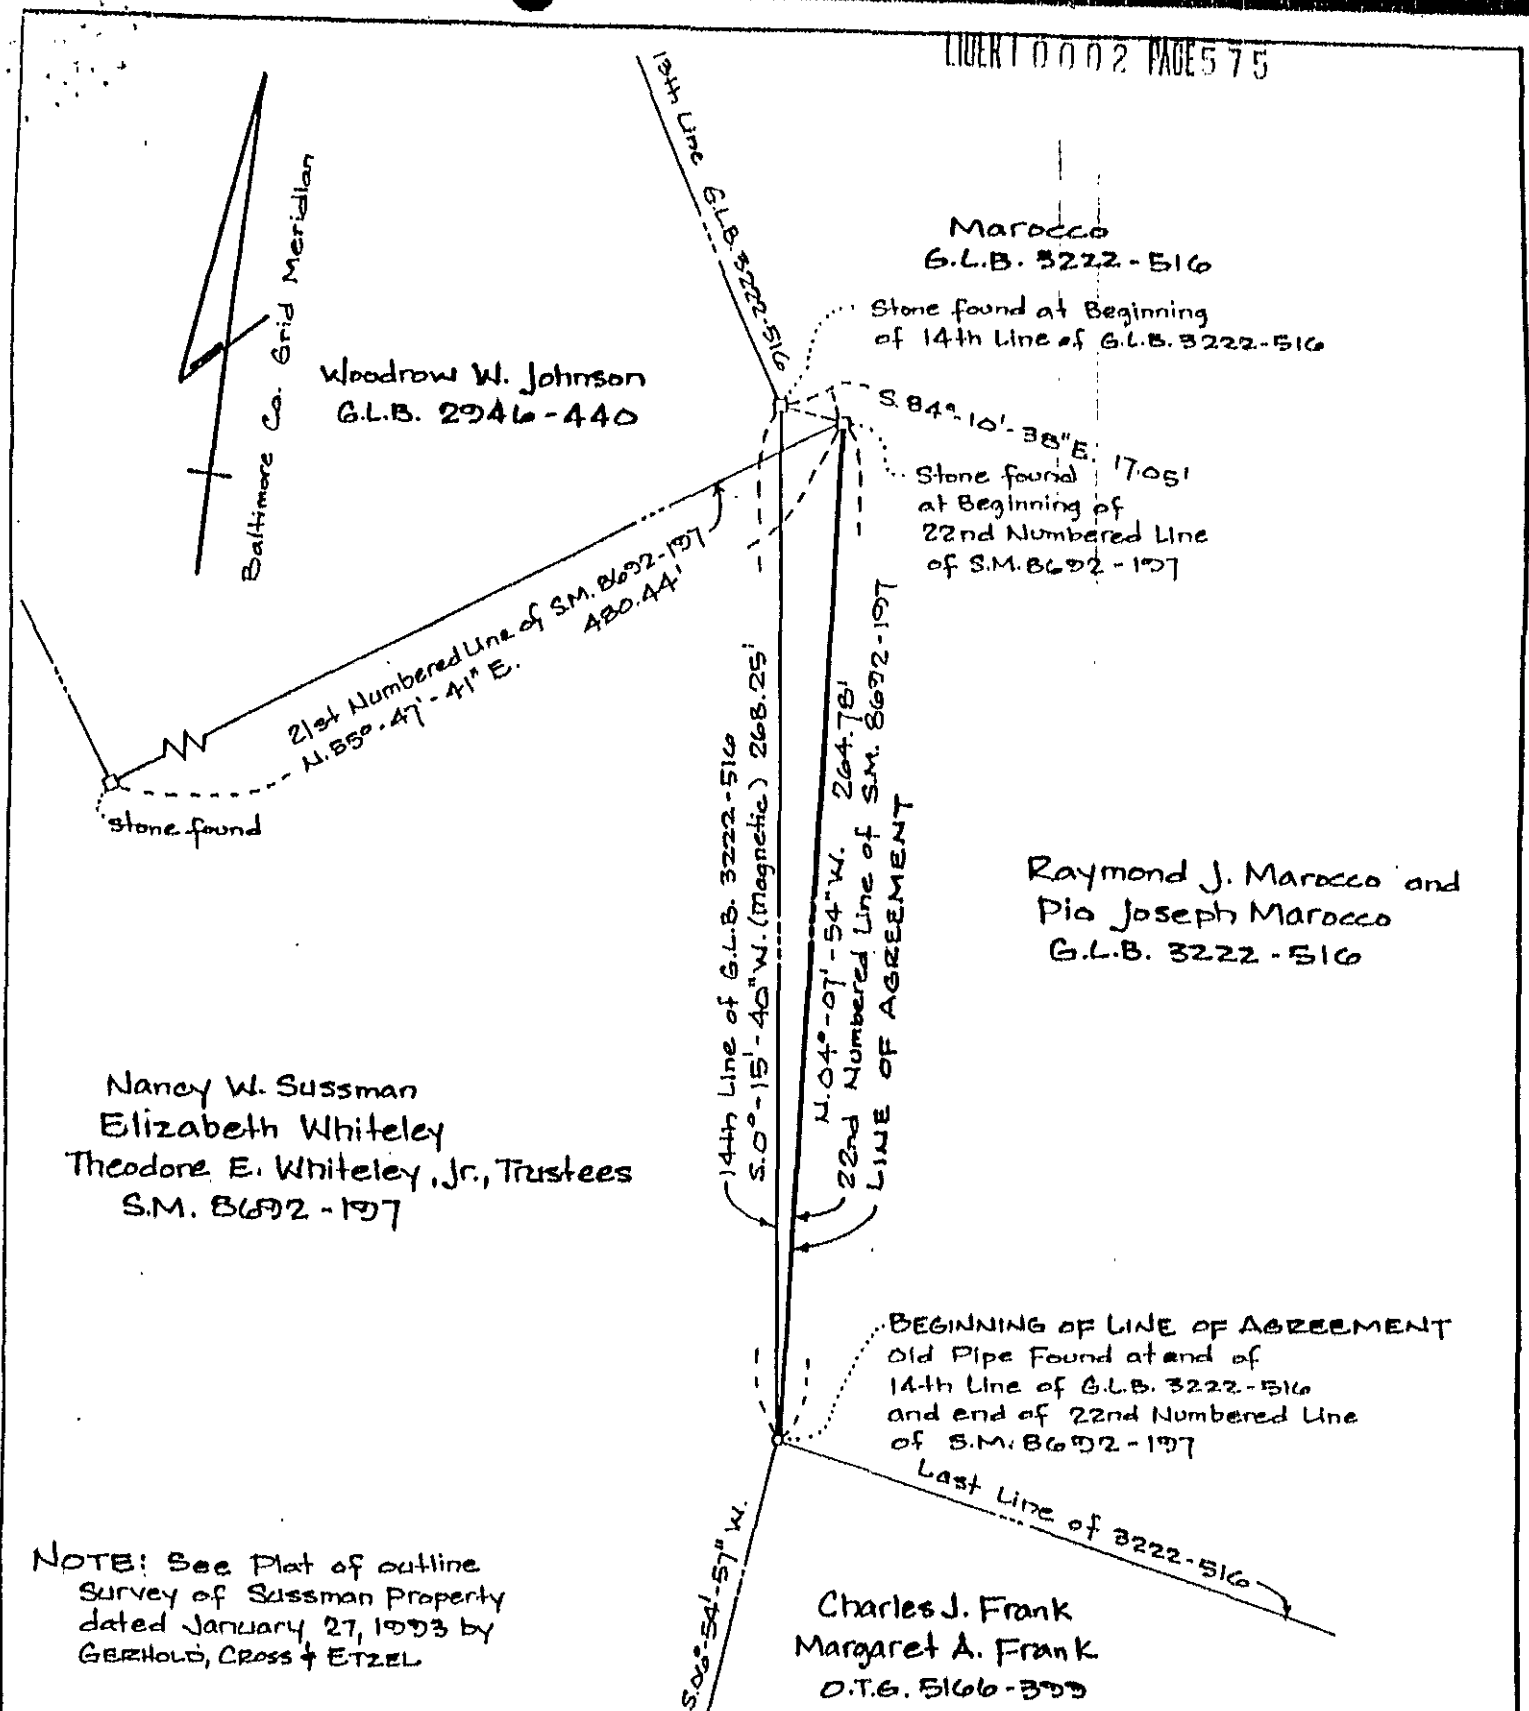 LIBER 10002 PAGE 575
13th Line G.L.B. 3222-516
Baltimore Co. Grid Meridian
Marocco
G.L.B. 3222-516
Stone found at Beginning
of 14th Line of G.L.B. 3222-516
Woodrow W. Johnson
G.L.B. 2946-440
S. 84°-10'-38"E. 17.05'
Stone found
at Beginning of
22nd Numbered Line
of S.M. 8692-197
21st Numbered Line of S.M. 8692-197
N. 55°-47'-41" E. 480.44'
Stone found
14th Line of G.L.B. 3222-516
S. 0°-15'-40" W. (magnetic) 268.25'
N. 04°-07'-54" W. 264.78'
22nd Numbered Line of S.M. 8692-197
LINE OF AGREEMENT
Raymond J. Marocco and
Pio Joseph Marocco
G.L.B. 3222-516
Nancy W. Sussman
Elizabeth Whiteley
Theodore E. Whiteley, Jr., Trustees
S.M. 8692-197
BEGINNING OF LINE OF AGREEMENT
Old Pipe Found at end of
14th Line of G.L.B. 3222-516
and end of 22nd Numbered Line
of S.M. 8692-197
Last Line of 3222-516
S. 06°-54'-57" W.
NOTE: See Plat of outline
Survey of Sussman Property
dated January 27, 1993 by
GERHOLD, CROSS & ETZEL
Charles J. Frank
Margaret A. Frank
O.T.G. 5166-399